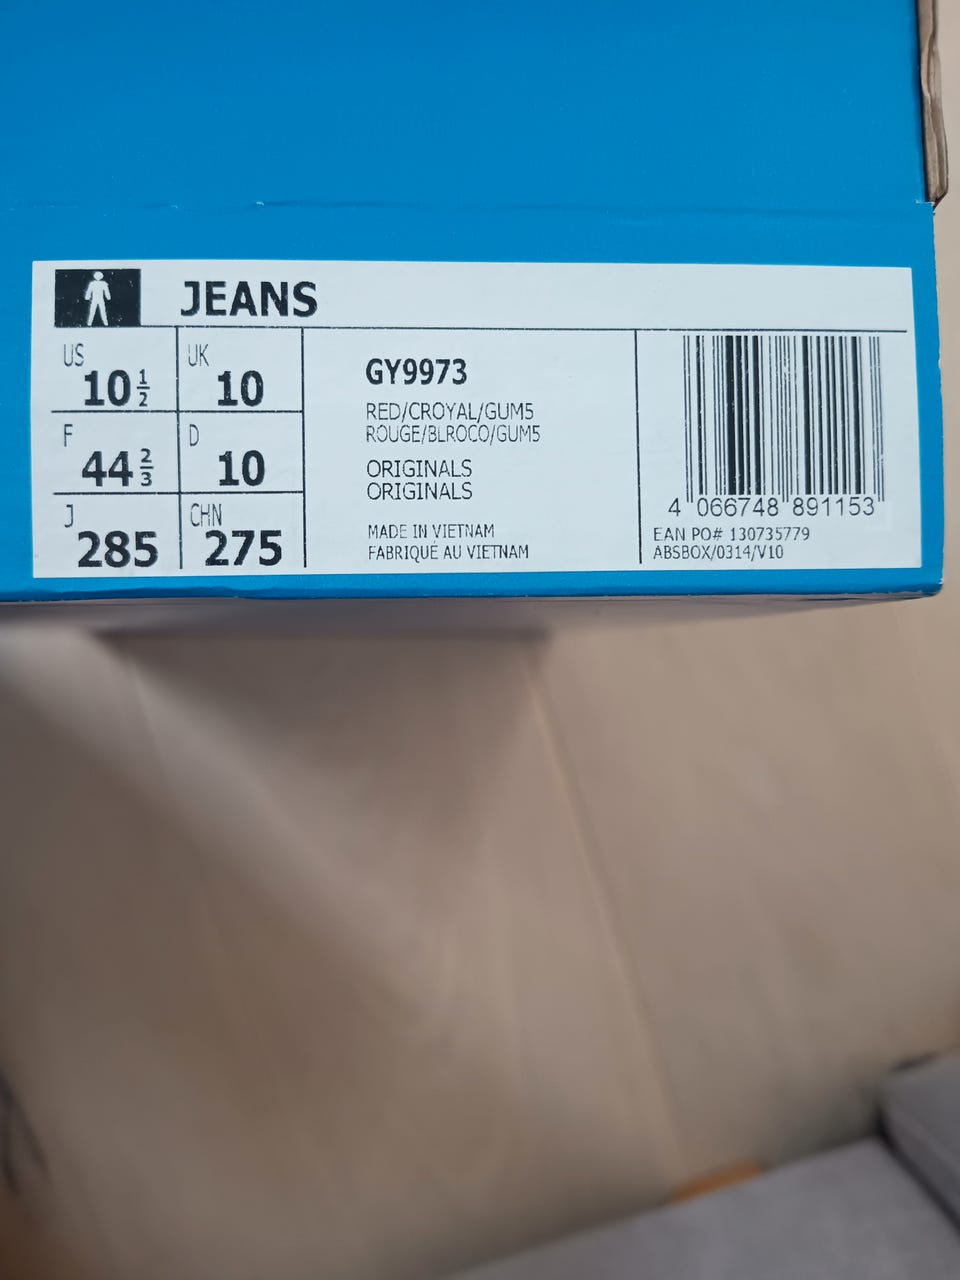 JEANS
US 10 1/2 UK 10
F 44 2/3 D 10
J 285 CHN 275
GY9973
RED/CROYAL/GUM5
ROUGE/BLROCO/GUM5
ORIGINALS
ORIGINALS
MADE IN VIETNAM
FABRIQUÉ AU VIETNAM
4 066748 891153
EAN PO# 130735779
ABSBOX/0314/V10